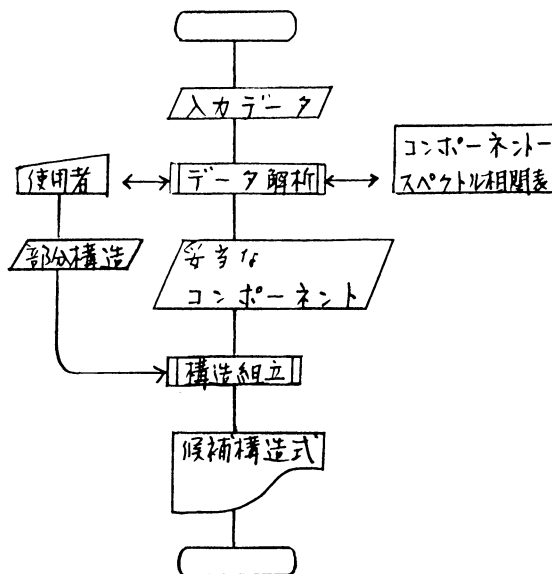 入力データ
使用者
データ解析
コンポーネントー
スペクトル相関表
部分構造
妥当な
コンポーネント
構造組立
候補構造式